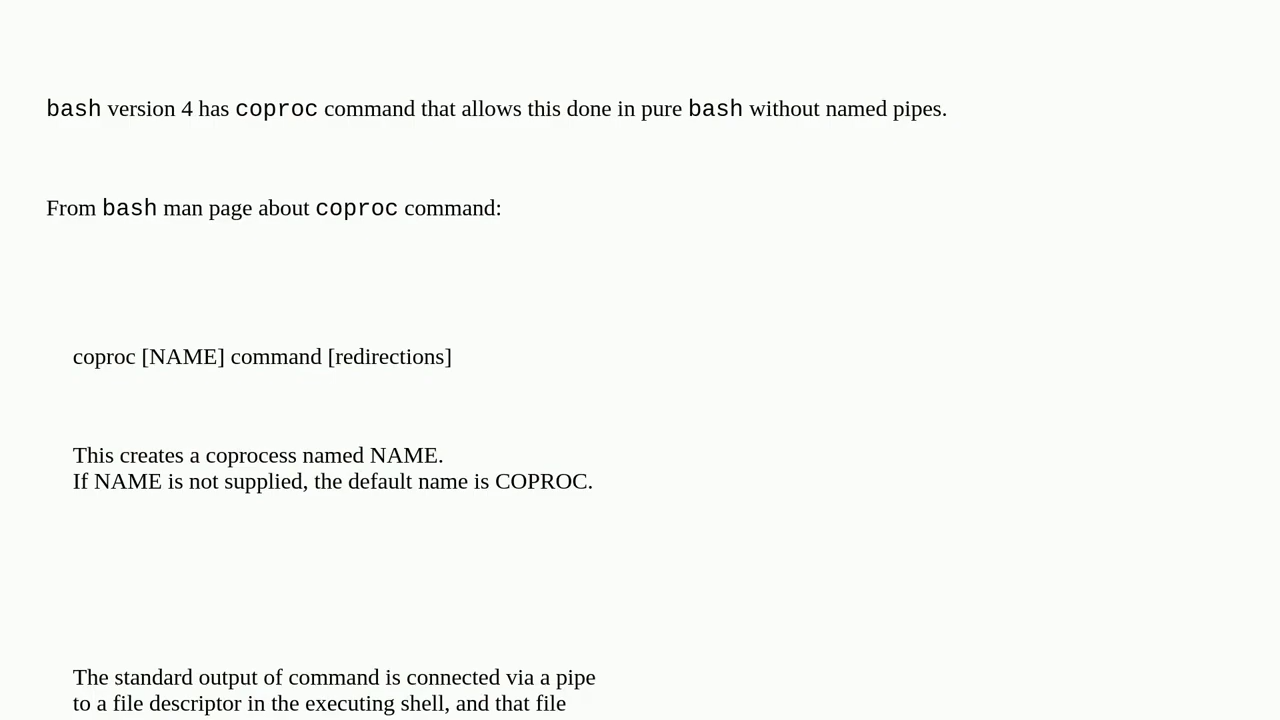 bash version 4 has coproc command that allows this done in pure bash without named pipes.
From bash man page about coproc command:
coproc [NAME] command [redirections]
This creates a coprocess named NAME.
If NAME is not supplied, the default name is COPROC.
The standard output of command is connected via a pipe
to a file descriptor in the executing shell, and that file